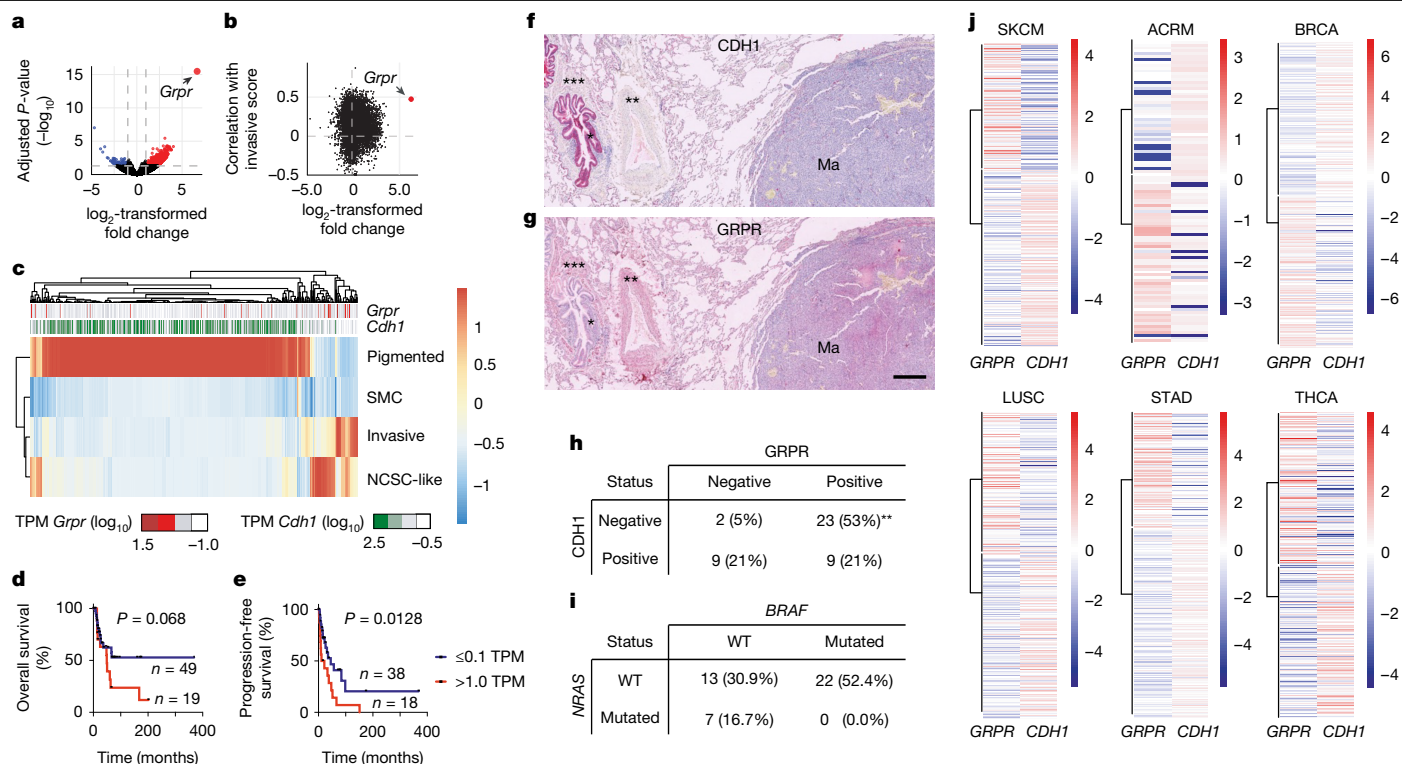 a
Adjusted P-value
(−log10)
15
10
5
0
−5
0
5
Grpr
log2-transformed
fold change
b
Correlation with
invasive score
1.0
0.5
0
−0.5
−5.0
0
5.0
Grpr
log2-transformed
fold change
c
Grpr
Cdh1
Pigmented
SMC
Invasive
NCSC-like
1
0.5
0
−0.5
−1
TPM Grpr (log10)
1.5
−1.0
TPM Cdh1 (log10)
2.5
−0.5
d
Overall survival
(%)
100
50
0
P = 0.068
n = 49
n = 19
0
200
400
Time (months)
e
Progression-free
survival (%)
100
50
0
P = 0.0128
n = 38
n = 18
0
200
400
Time (months)
≤0.1 TPM
>1.0 TPM
f
CDH1
***
**
*
Ma
g
GRPR
***
**
*
Ma
h
GRPR
Status Negative Positive
CDH1
Negative 2 (5%) 23 (53%)**
Positive 9 (21%) 9 (21%)
i
BRAF
Status WT Mutated
NRAS
WT 13 (30.9%) 22 (52.4%)
Mutated 7 (16.7%) 0 (0.0%)
j
SKCM
4
2
0
−2
−4
GRPR CDH1
ACRM
3
2
1
0
−1
−2
−3
GRPR CDH1
BRCA
6
4
2
0
−2
−4
−6
GRPR CDH1
LUSC
4
2
0
−2
−4
GRPR CDH1
STAD
4
2
0
−2
−4
GRPR CDH1
THCA
4
2
0
−2
−4
GRPR CDH1